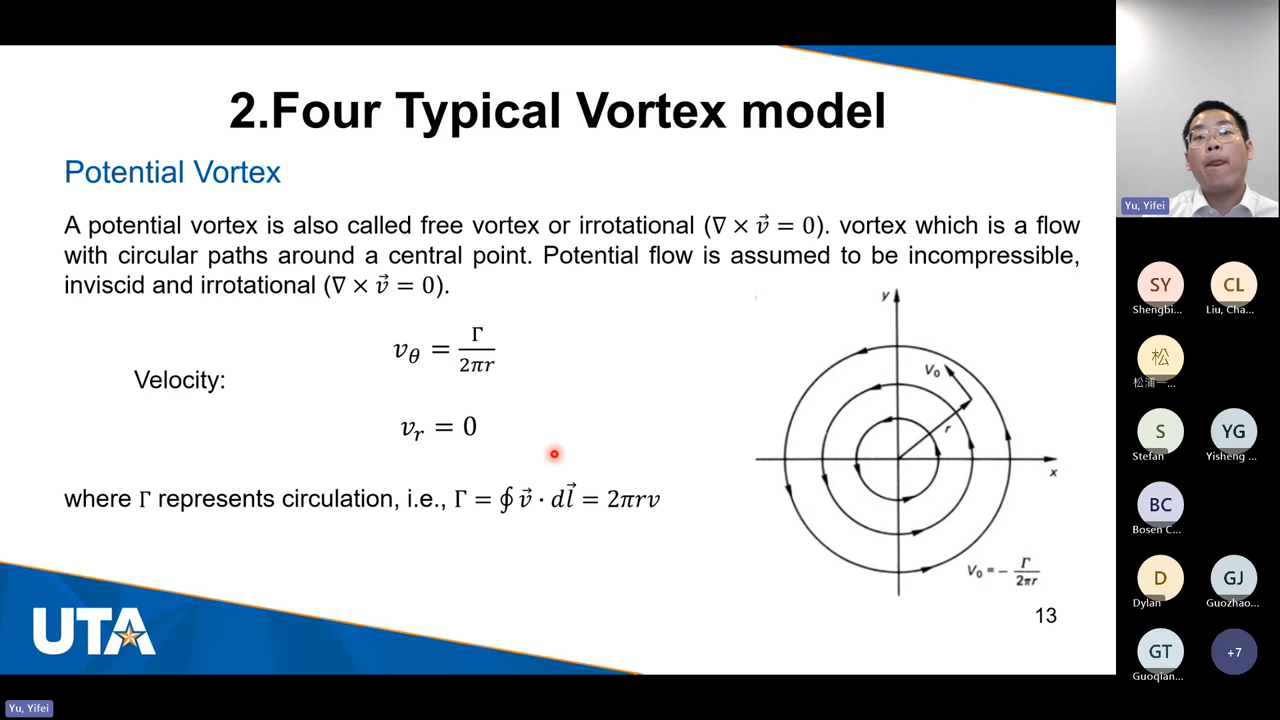 2.Four Typical Vortex model
Potential Vortex
A potential vortex is also called free vortex or irrotational (∇ × v⃗ = 0). vortex which is a flow
with circular paths around a central point. Potential flow is assumed to be incompressible,
inviscid and irrotational (∇ × v⃗ = 0).
v_θ = Γ / 2πr
Velocity:
v_r = 0
where Γ represents circulation, i.e., Γ = ∮ v⃗ · dl⃗ = 2πrv
y
V₀
r
x
V₀ = - Γ / 2πr
13
UTA
Yu, Yifei
Yu, Yifei
SY
CL
Shengbi...
Liu, Cha...
松
松浦一...
S
YG
Stefan
Yisheng ...
BC
Bosen C...
D
GJ
Dylan
Guozhao...
GT
+7
Guoqian...